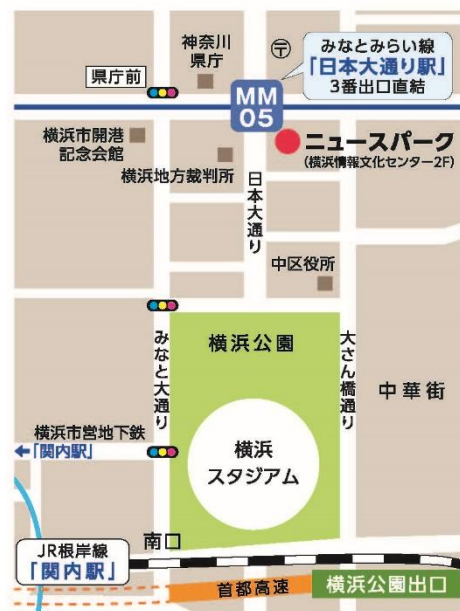 神奈川
県庁
〒
みなとみらい線
「日本大通り駅」
3番出口直結
県庁前
MM
05
横浜市開港
記念会館
横浜地方裁判所
ニュースパーク
(横浜情報文化センター2F)
日本大通り
中区役所
みなと大通り
横浜公園
大さん橋通り
中華街
横浜市営地下鉄
←「関内駅」
横浜
スタジアム
JR根岸線
「関内駅」
南口
首都高速
横浜公園出口